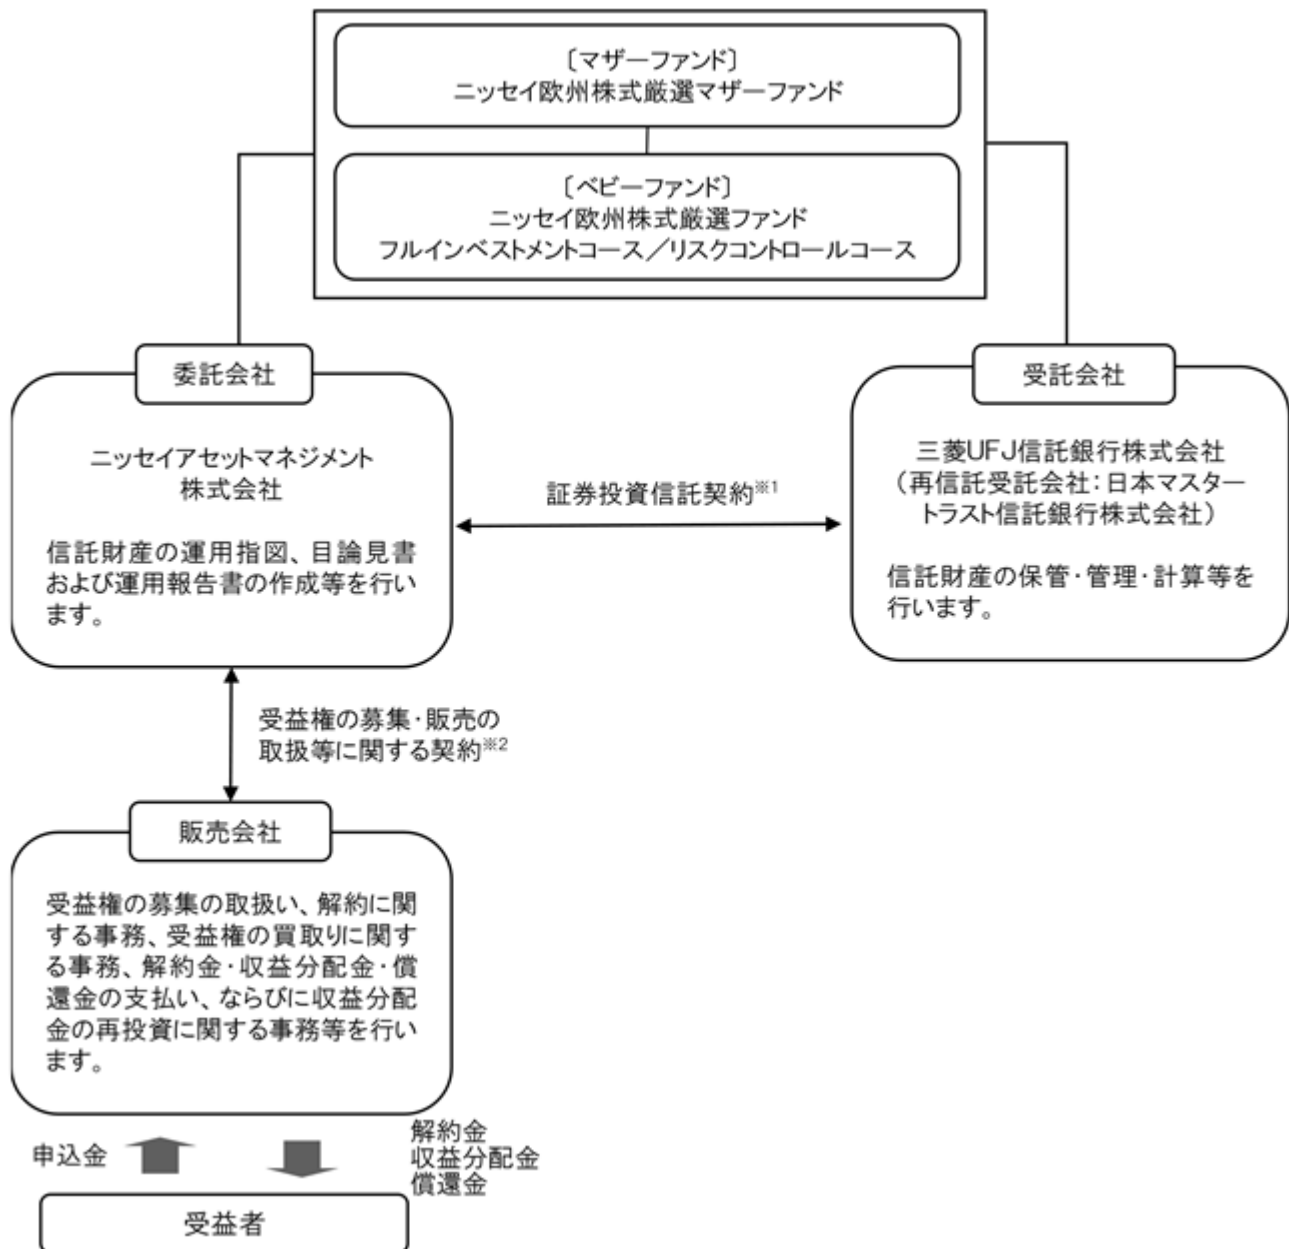 〔マザーファンド〕
ニッセイ欧州株式厳選マザーファンド
〔ベビーファンド〕
ニッセイ欧州株式厳選ファンド
フルインベストメントコース／リスクコントロールコース
委託会社
ニッセイアセットマネジメント
株式会社
信託財産の運用指図、目論見書
および運用報告書の作成等を行い
ます。
証券投資信託契約※1
受託会社
三菱UFJ信託銀行株式会社
（再信託受託会社：日本マスター
トラスト信託銀行株式会社）
信託財産の保管・管理・計算等を
行います。
受益権の募集・販売の
取扱等に関する契約※2
販売会社
受益権の募集の取扱い、解約に関
する事務、受益権の買取りに関す
る事務、解約金・収益分配金・償
還金の支払い、ならびに収益分配
金の再投資に関する事務等を行い
ます。
申込金
解約金
収益分配金
償還金
受益者